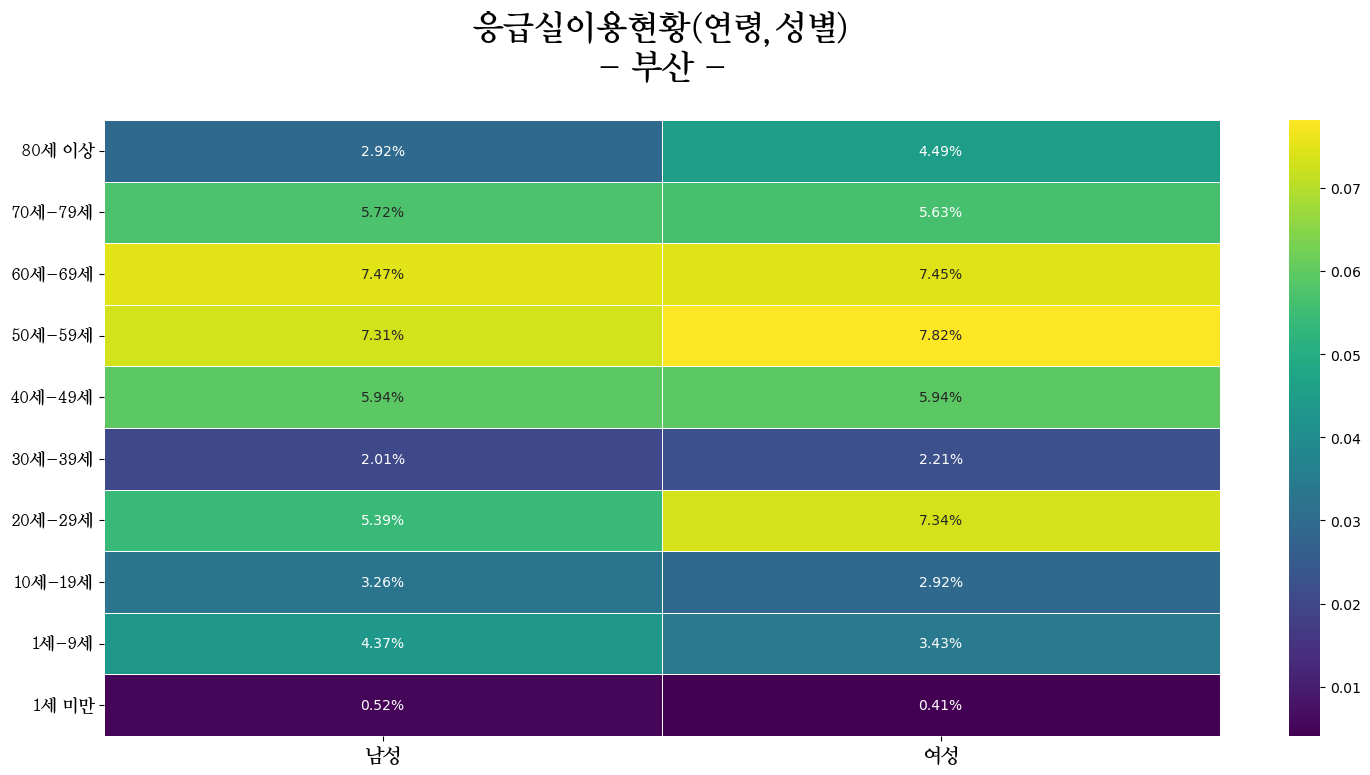 응급실이용현황(연령, 성별)
- 부산 -
80세 이상 2.92% 4.49%
70세-79세 5.72% 5.63%
0.07
60세-69세 7.47% 7.45%
0.06
50세-59세 7.31% 7.82%
0.05
40세-49세 5.94% 5.94%
0.04
30세-39세 2.01% 2.21%
20세-29세 5.39% 7.34%
0.03
10세-19세 3.26% 2.92%
0.02
1세-9세 4.37% 3.43%
0.01
1세 미만 0.52% 0.41%
남성 여성